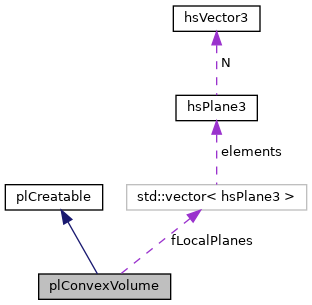 hsVector3
N
hsPlane3
elements
plCreatable
std::vector< hsPlane3 >
fLocalPlanes
plConvexVolume